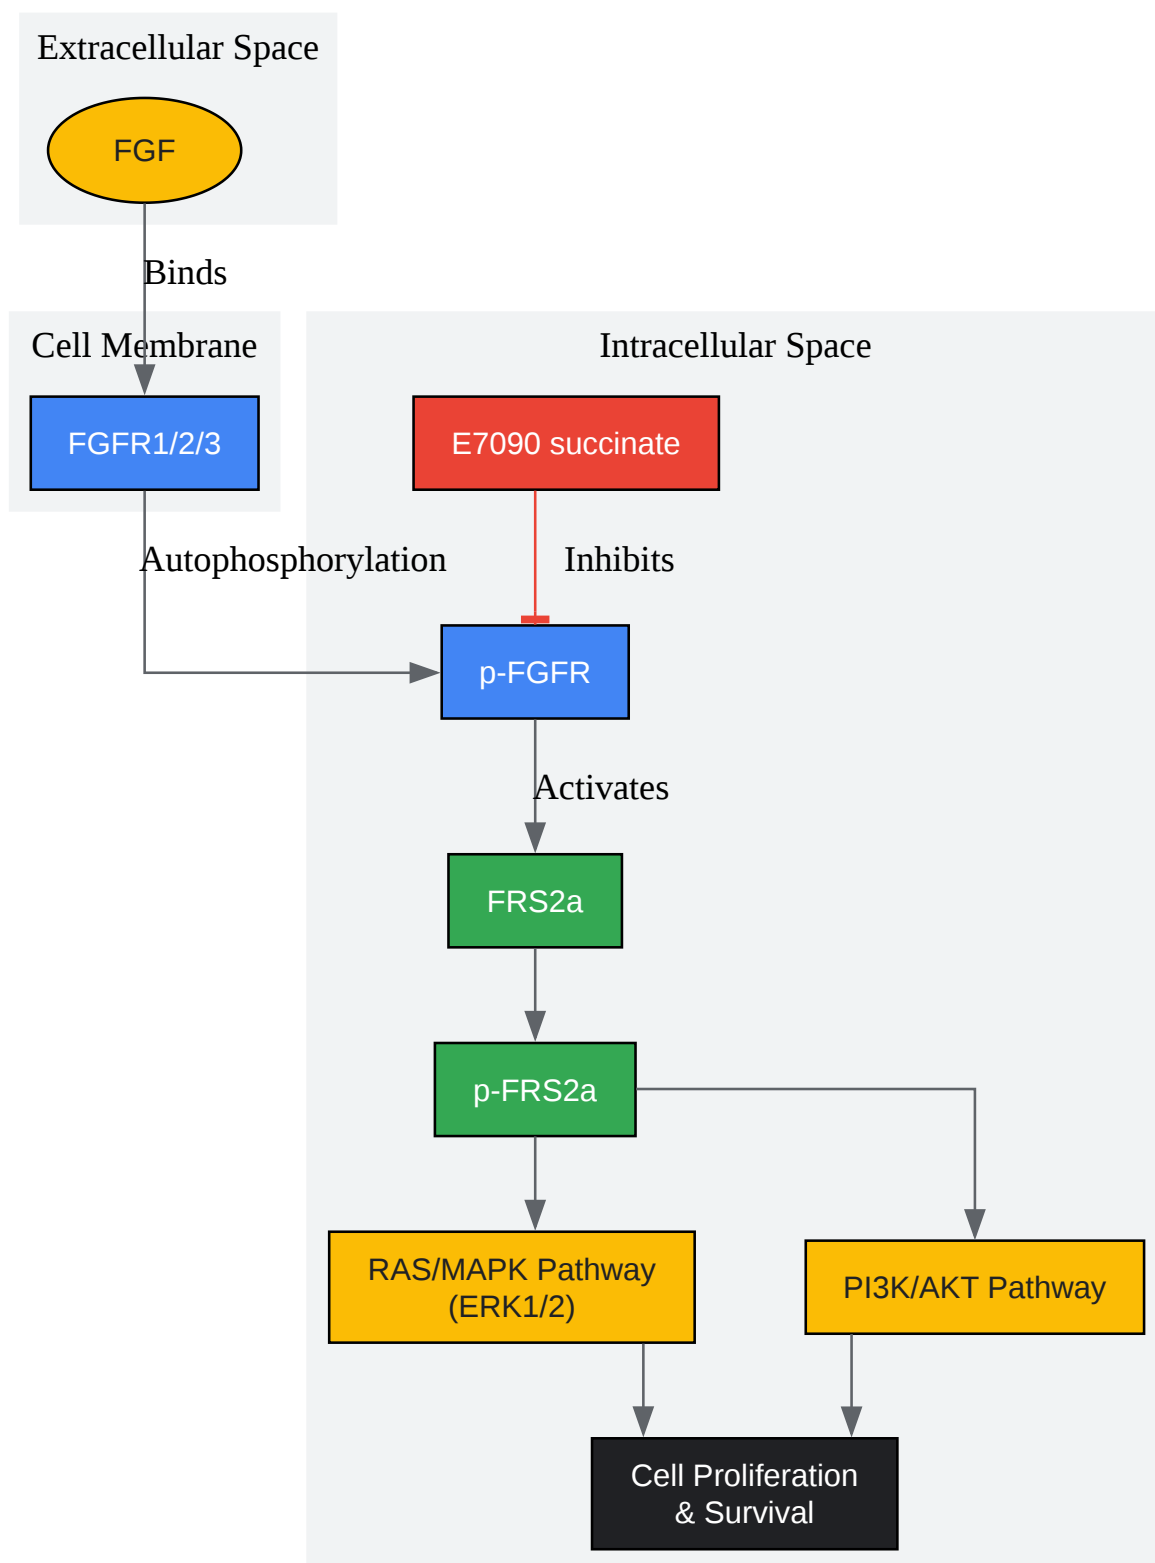 Extracellular Space
FGF
Binds
Cell Membrane
Intracellular Space
FGFR1/2/3
E7090 succinate
Autophosphorylation
Inhibits
p-FGFR
Activates
FRS2a
p-FRS2a
RAS/MAPK Pathway
(ERK1/2)
PI3K/AKT Pathway
Cell Proliferation
& Survival